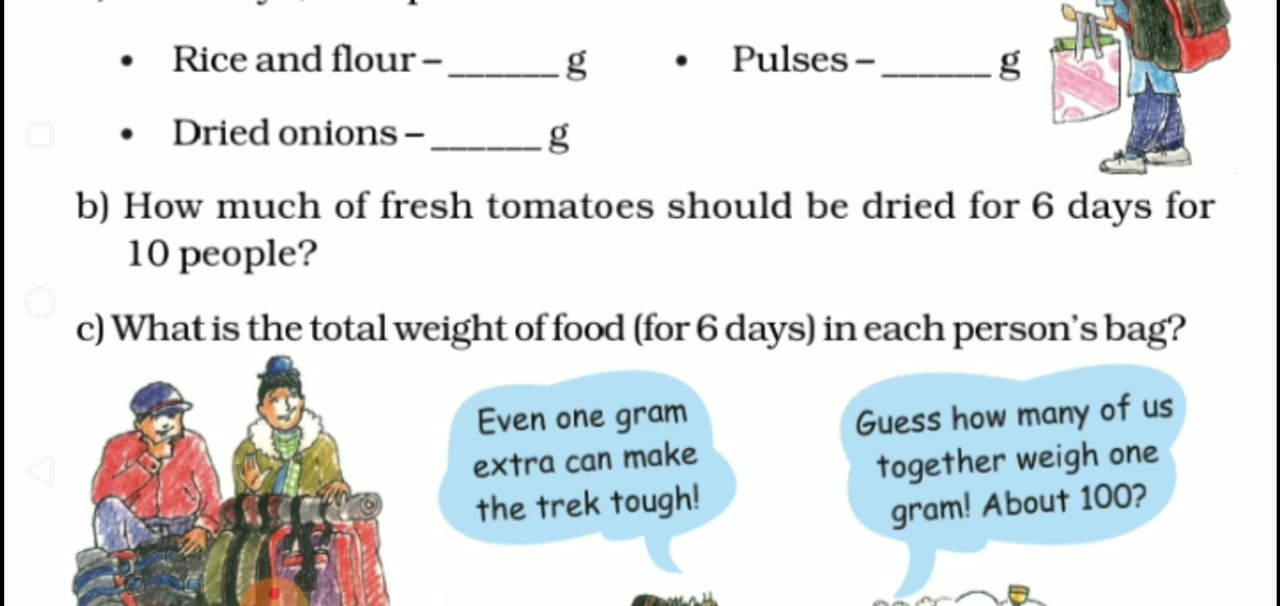 • Rice and flour – ______ g • Pulses – ______ g
• Dried onions – ______ g
b) How much of fresh tomatoes should be dried for 6 days for
10 people?
c) What is the total weight of food (for 6 days) in each person's bag?
Even one gram
extra can make
the trek tough!
Guess how many of us
together weigh one
gram! About 100?